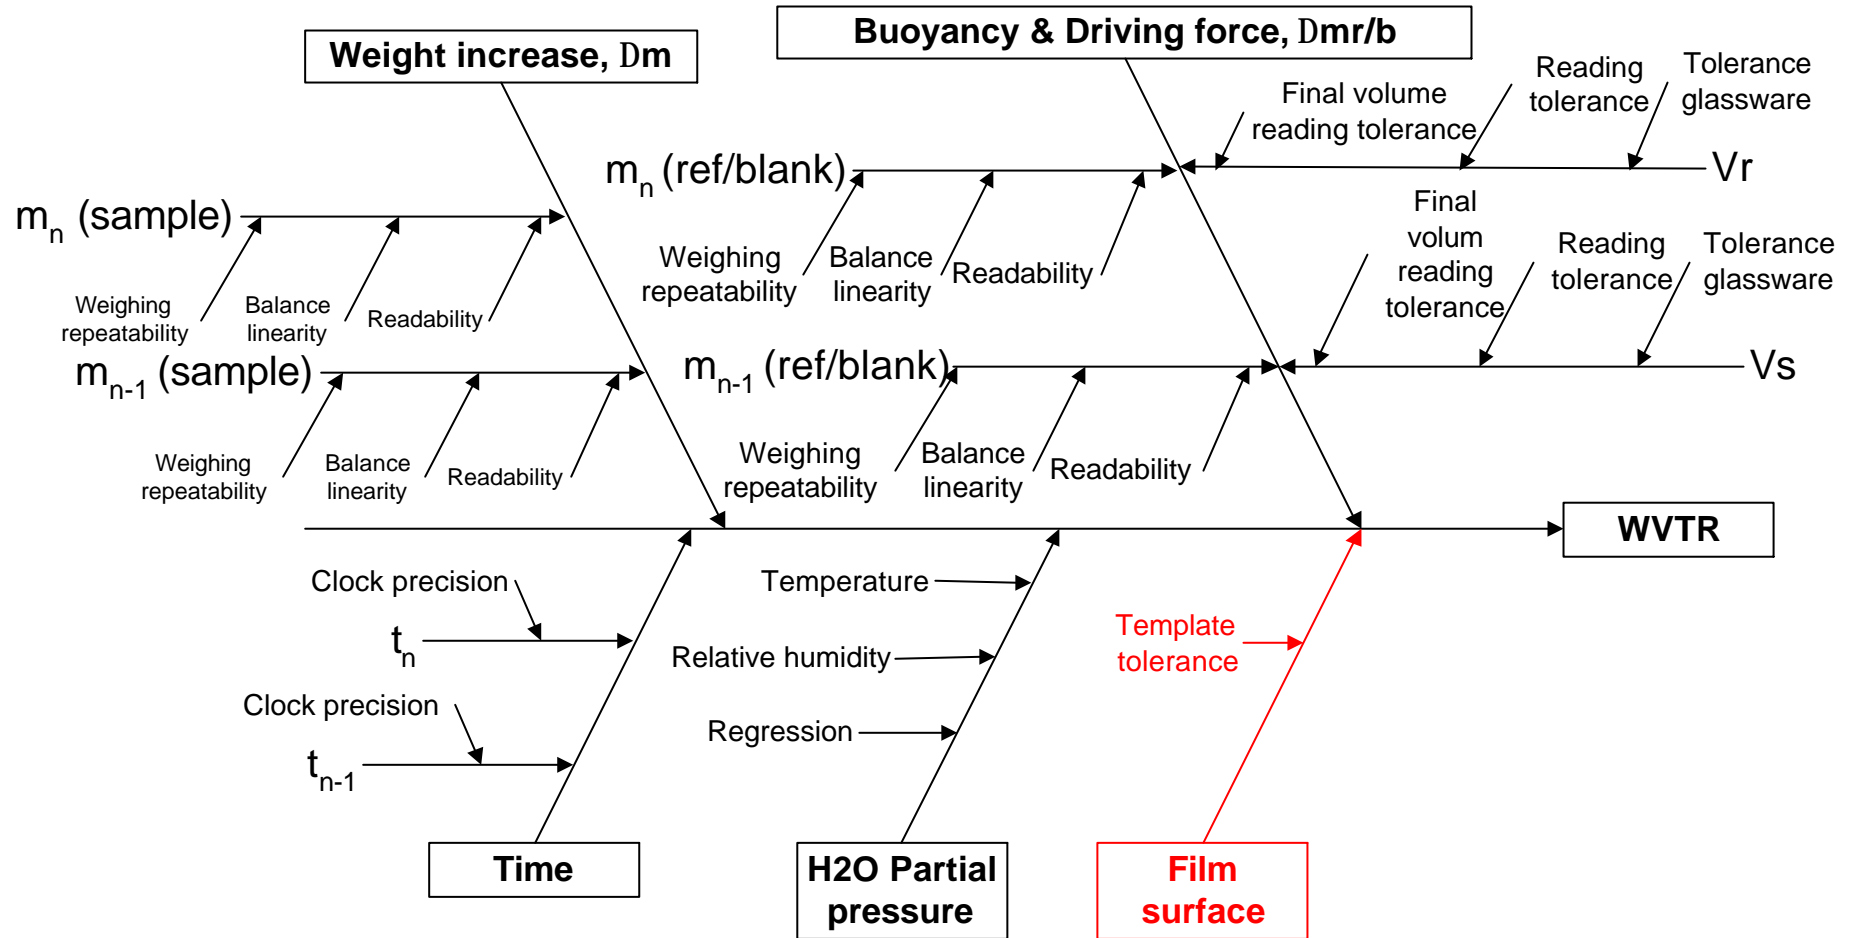 Weight increase, Dm
Buoyancy & Driving force, Dmr/b
Final volume
reading tolerance
Reading
tolerance
Tolerance
glassware
mn (ref/blank)
Vr
mn (sample)
Weighing
repeatability
Balance
linearity
Readability
Final
volum
reading
tolerance
Reading
tolerance
Tolerance
glassware
Weighing
repeatability
Balance
linearity
Readability
mn-1 (sample)
mn-1 (ref/blank)
Vs
Weighing
repeatability
Balance
linearity
Readability
Weighing
repeatability
Balance
linearity
Readability
WVTR
Clock precision
tn
Clock precision
tn-1
Temperature
Relative humidity
Regression
Template
tolerance
Time
H2O Partial
pressure
Film
surface